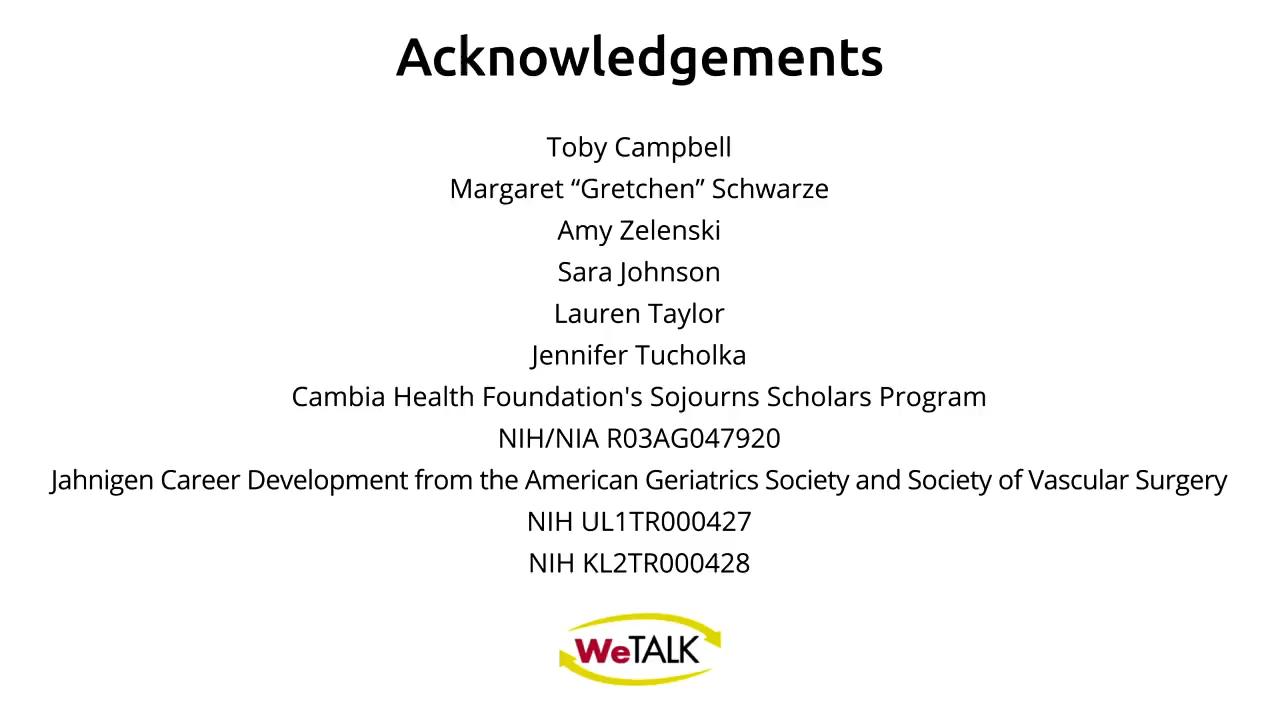 Acknowledgements
Toby Campbell
Margaret “Gretchen” Schwarze
Amy Zelenski
Sara Johnson
Lauren Taylor
Jennifer Tucholka
Cambia Health Foundation's Sojourns Scholars Program
NIH/NIA R03AG047920
Jahnigen Career Development from the American Geriatrics Society and Society of Vascular Surgery
NIH UL1TR000427
NIH KL2TR000428
WeTALK